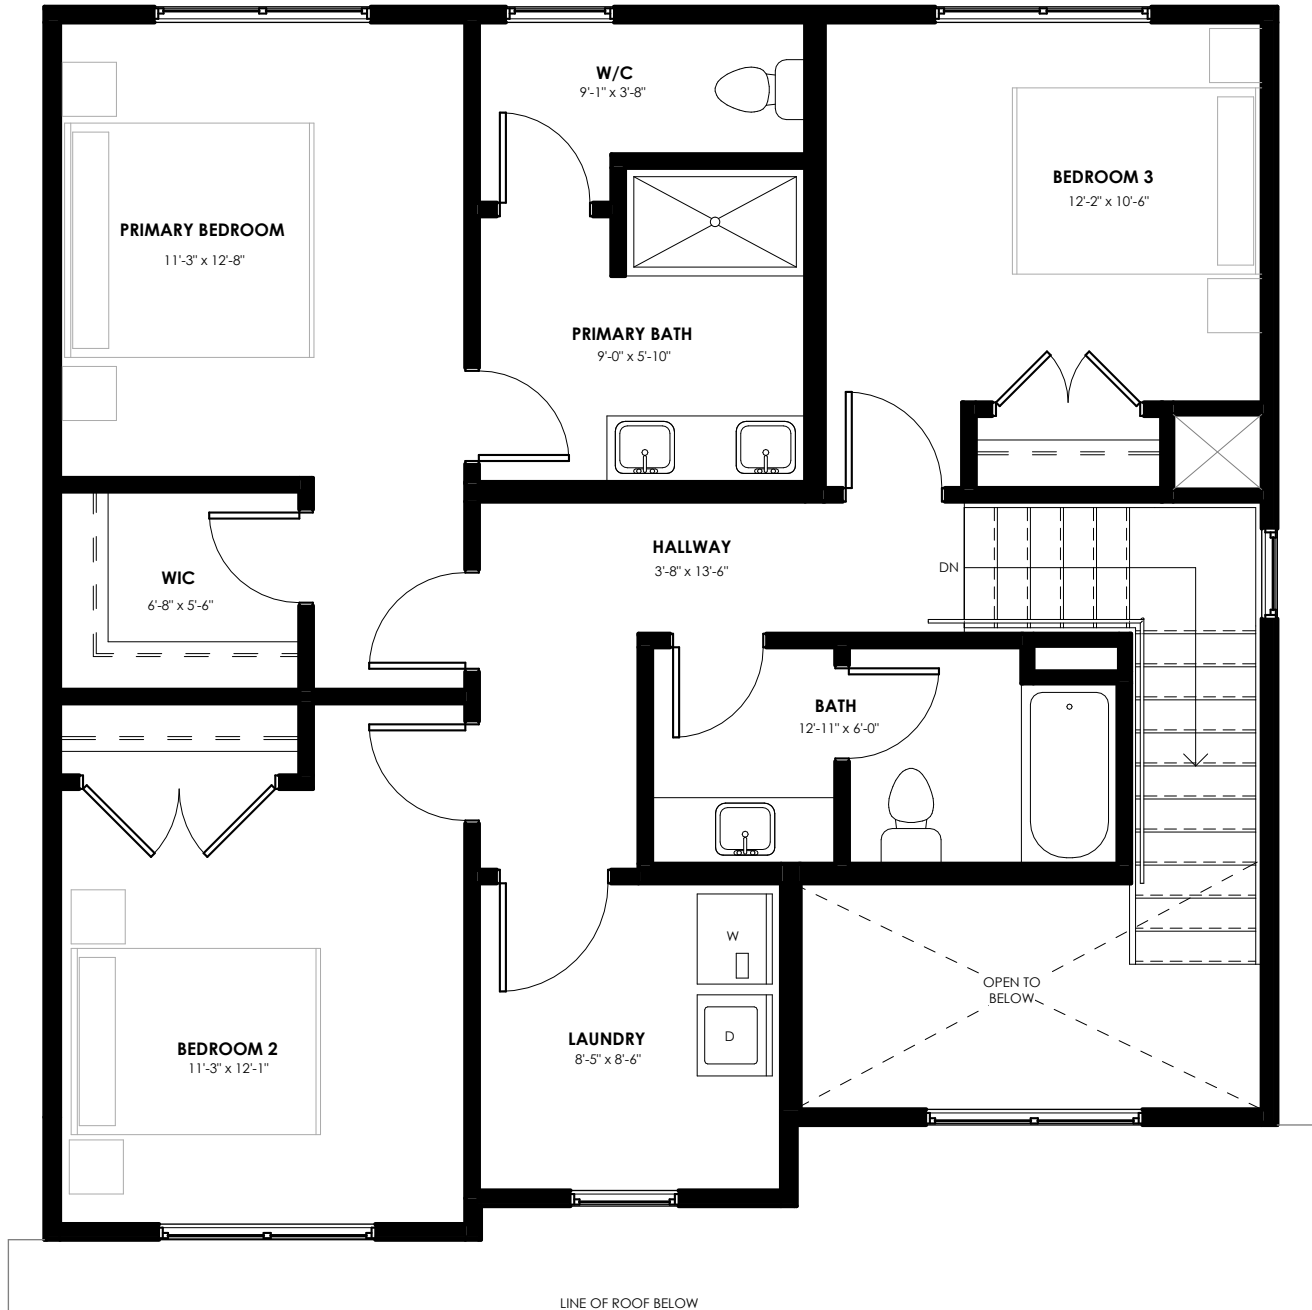 W/C
9'-1" x 3'-8"
BEDROOM 3
12'-2" x 10'-6"
PRIMARY BEDROOM
11'-3" x 12'-8"
PRIMARY BATH
9'-0" x 5'-10"
HALLWAY
3'-8" x 13'-6"
DN
WIC
6'-8" x 5'-6"
BATH
12'-11" x 6'-0"
W
OPEN TO
BELOW
D
LAUNDRY
8'-5" x 8'-6"
BEDROOM 2
11'-3" x 12'-1"
LINE OF ROOF BELOW